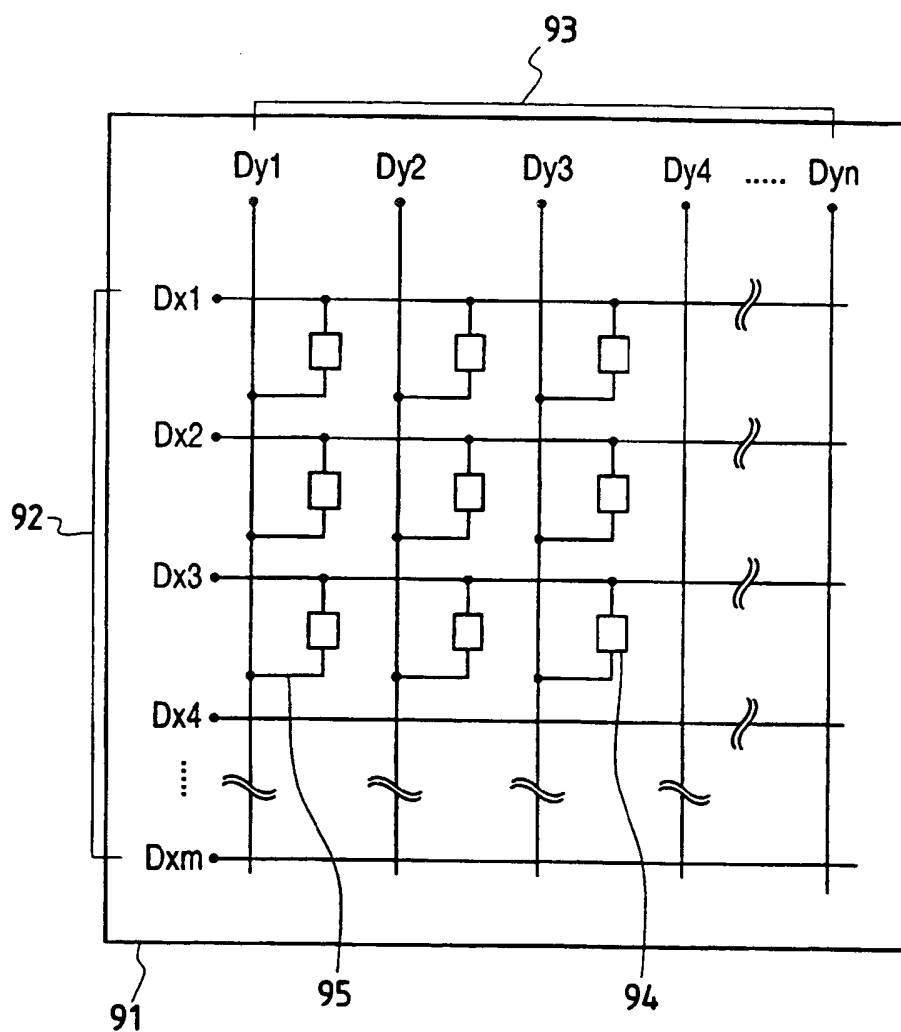 93
Dy1 Dy2 Dy3 Dy4 ..... Dyn
Dx1
Dx2
92
Dx3
Dx4
.....
Dxm
91
95
94